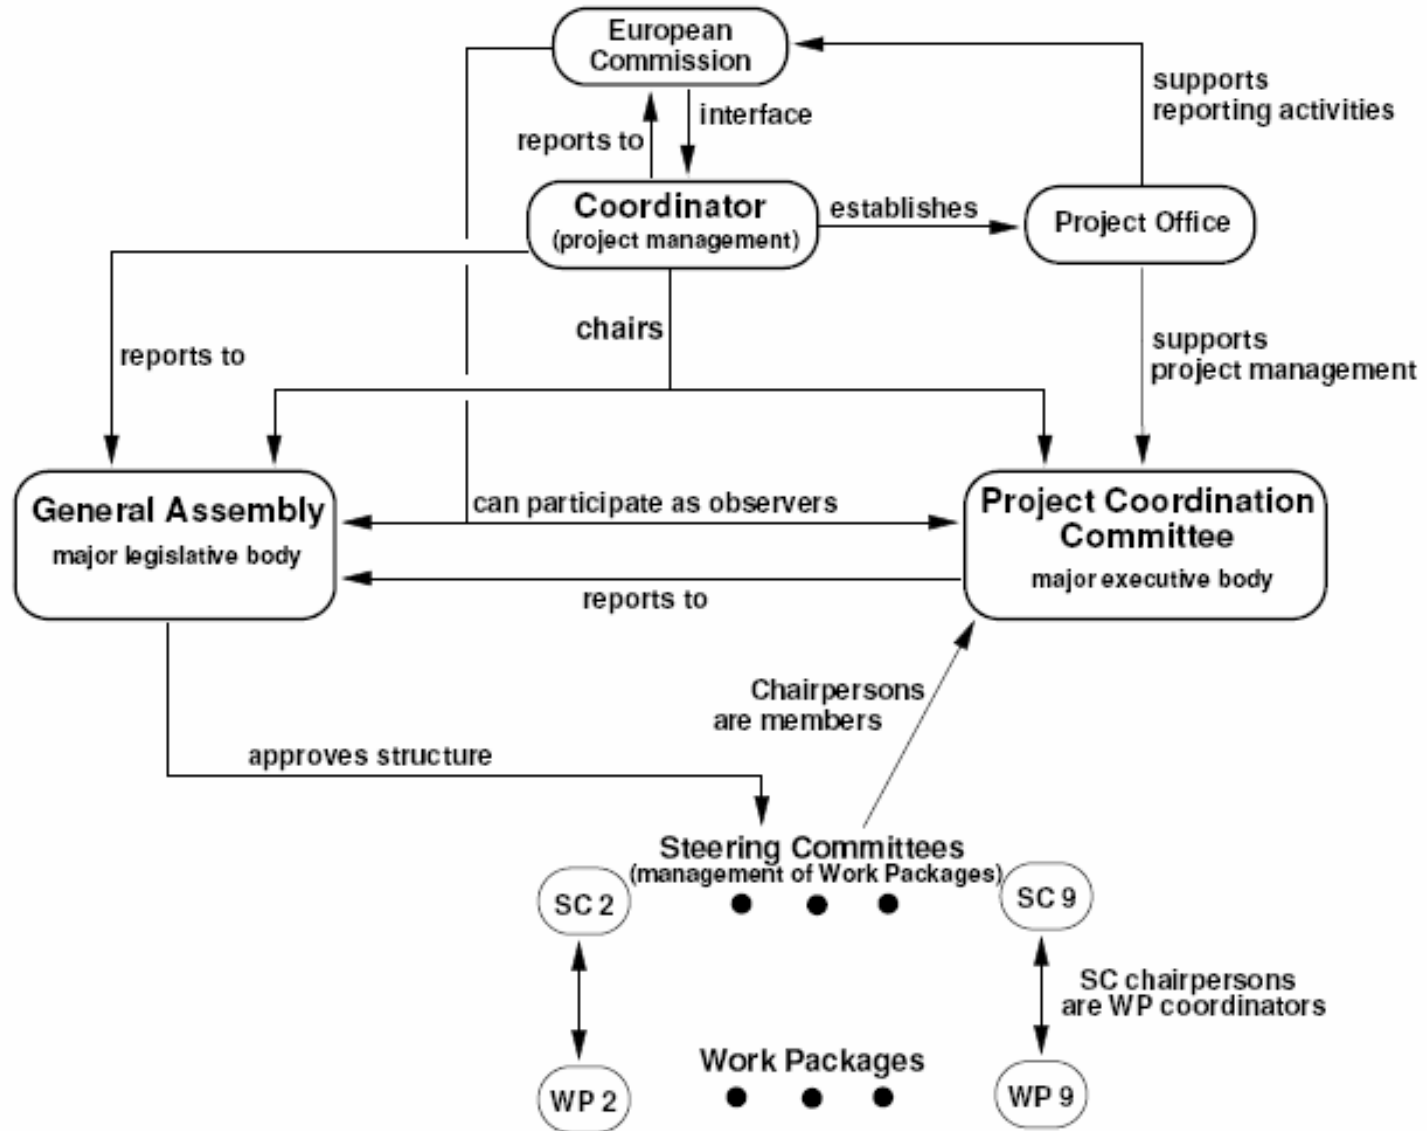 European
Commission
supports
reporting activities
interface
reports to
Coordinator
(project management)
establishes
Project Office
chairs
reports to
supports
project management
General Assembly
major legislative body
can participate as observers
Project Coordination
Committee
major executive body
reports to
Chairpersons
are members
approves structure
Steering Committees
(management of Work Packages)
SC 2
SC 9
SC chairpersons
are WP coordinators
Work Packages
WP 2
WP 9